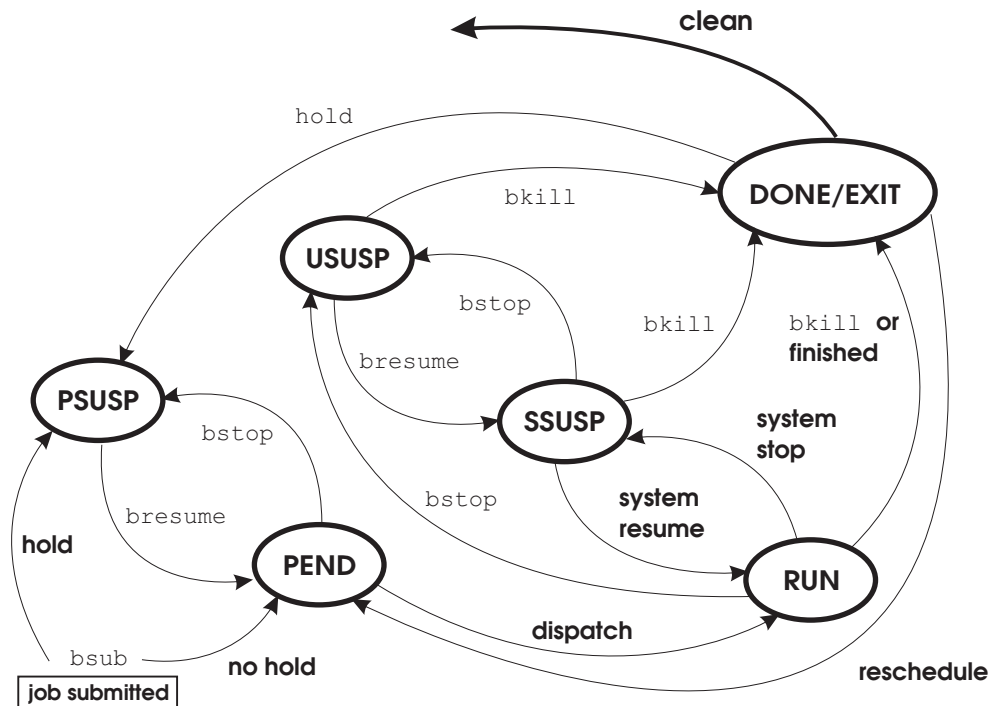 clean
hold
DONE/EXIT
bkill
USUSP
bstop
bkill
bkill or
finished
bresume
PSUSP
SSUSP
system
stop
bstop
bstop
system
resume
bresume
hold
PEND
RUN
dispatch
bsub
no hold
reschedule
job submitted